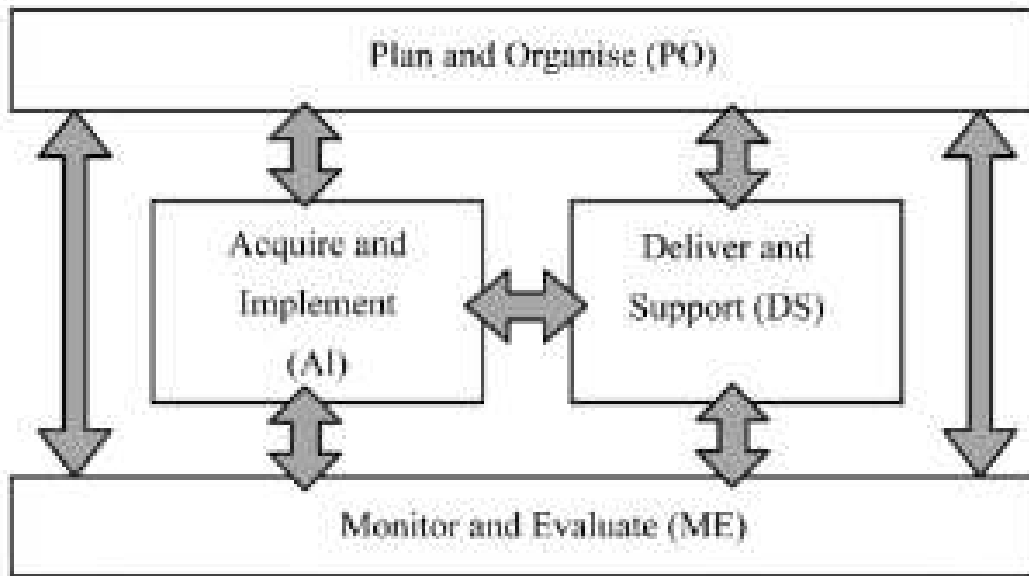 Plan and Organise (PO)
Acquire and
Implement
(AI)
Deliver and
Support (DS)
Monitor and Evaluate (ME)